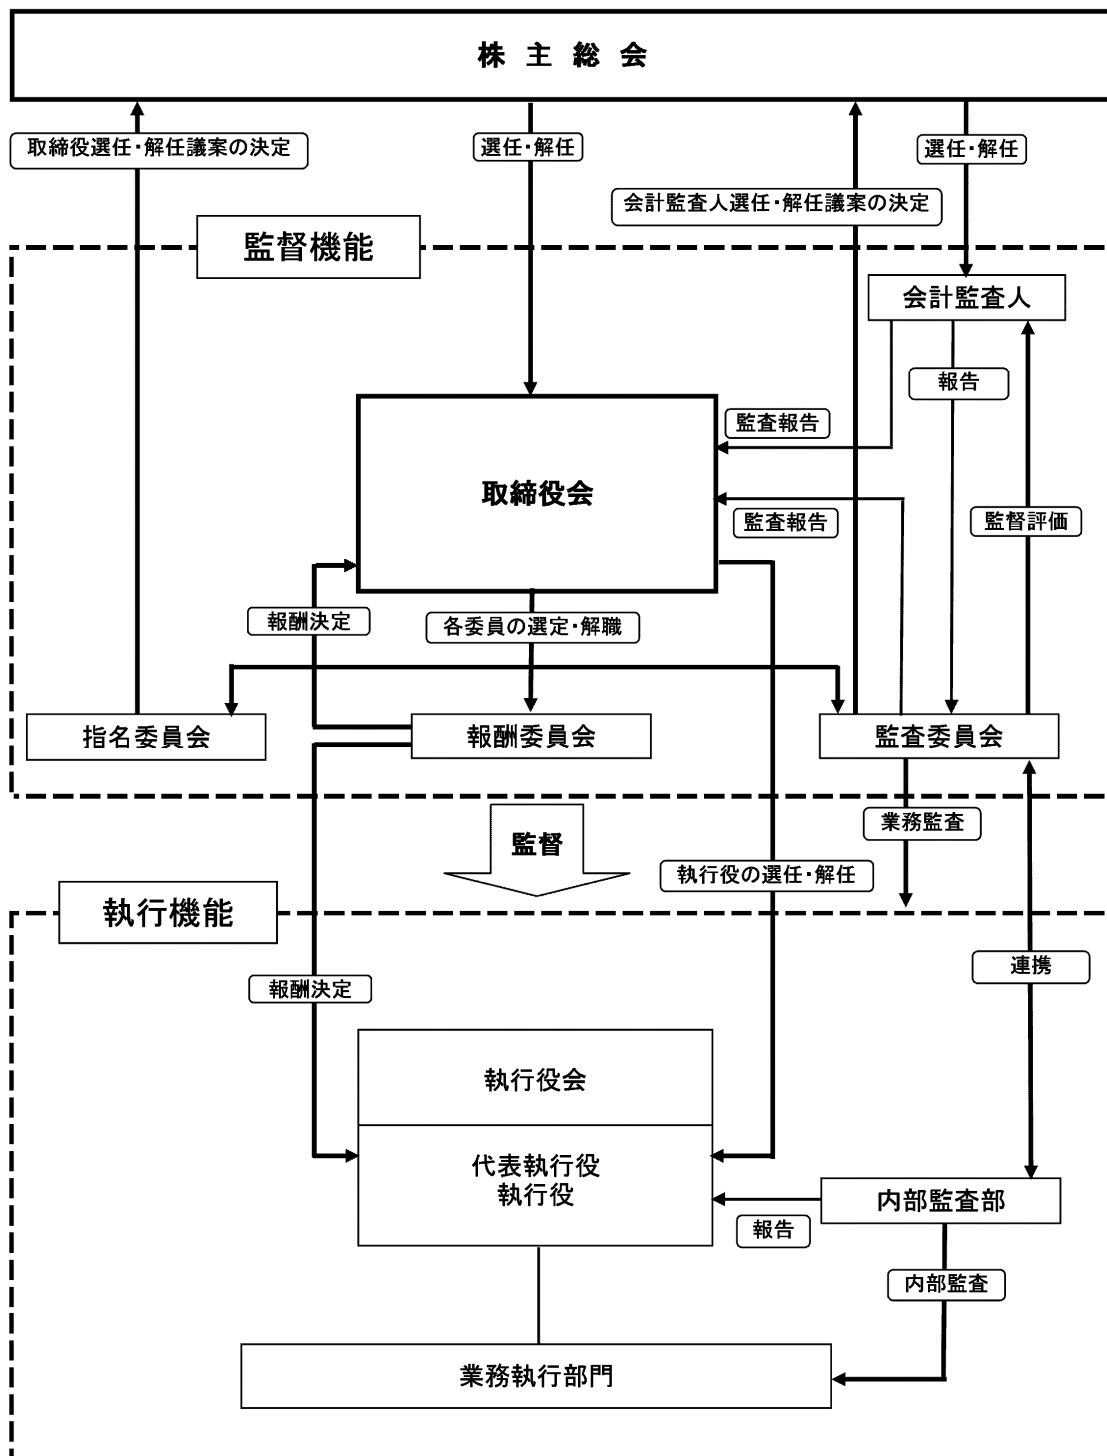 株主総会
取締役選任・解任議案の決定
選任・解任
選任・解任
会計監査人選任・解任議案の決定
監督機能
会計監査人
報告
監査報告
取締役会
監査報告
監督評価
報酬決定
各委員の選定・解職
指名委員会
報酬委員会
監査委員会
監督
業務監査
執行役の選任・解任
執行機能
連携
報酬決定
執行役会
代表執行役
執行役
内部監査部
報告
内部監査
業務執行部門